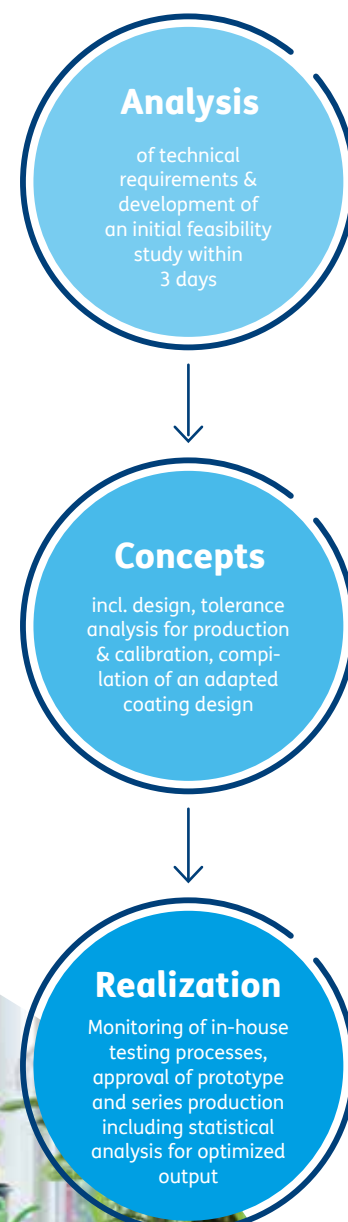 Analysis
of technical
requirements &
development of
an initial feasibility
study within
3 days
Concepts
incl. design, tolerance
analysis for production
& calibration, compi-
lation of an adapted
coating design
Realization
Monitoring of in-house
testing processes,
approval of prototype
and series production
including statistical
analysis for optimized
output